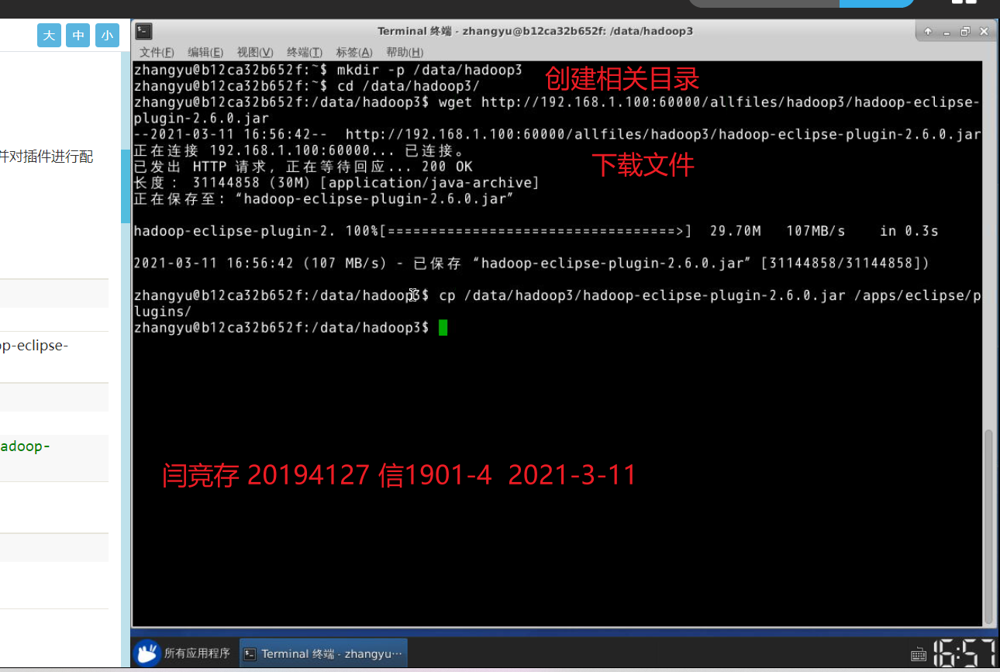 大 中 小
Terminal 终端 - zhangyu@b12ca32b652f: /data/hadoop3
文件(F) 编辑(E) 视图(V) 终端(T) 标签(A) 帮助(H)
zhangyu@b12ca32b652f:~$ mkdir -p /data/hadoop3
创建相关目录
zhangyu@b12ca32b652f:~$ cd /data/hadoop3/
zhangyu@b12ca32b652f:/data/hadoop3$ wget http://192.168.1.100:60000/allfiles/hadoop3/hadoop-eclipse-
plugin-2.6.0.jar
--2021-03-11 16:56:42--  http://192.168.1.100:60000/allfiles/hadoop3/hadoop-eclipse-plugin-2.6.0.jar
正在连接 192.168.1.100:60000... 已连接。
已发出 HTTP 请求，正在等待回应... 200 OK
下载文件
长度： 31144858 (30M) [application/java-archive]
正在保存至: “hadoop-eclipse-plugin-2.6.0.jar”
hadoop-eclipse-plugin-2. 100%[==================================>]  29.70M   107MB/s    in 0.3s
2021-03-11 16:56:42 (107 MB/s) - 已保存 “hadoop-eclipse-plugin-2.6.0.jar” [31144858/31144858])
zhangyu@b12ca32b652f:/data/hadoop3$ cp /data/hadoop3/hadoop-eclipse-plugin-2.6.0.jar /apps/eclipse/p
lugins/
zhangyu@b12ca32b652f:/data/hadoop3$
闫竞存 20194127 信1901-4 2021-3-11
并对插件进行配
op-eclipse-
adoop-
所有应用程序
Terminal 终端 - zhangyu···
16:57